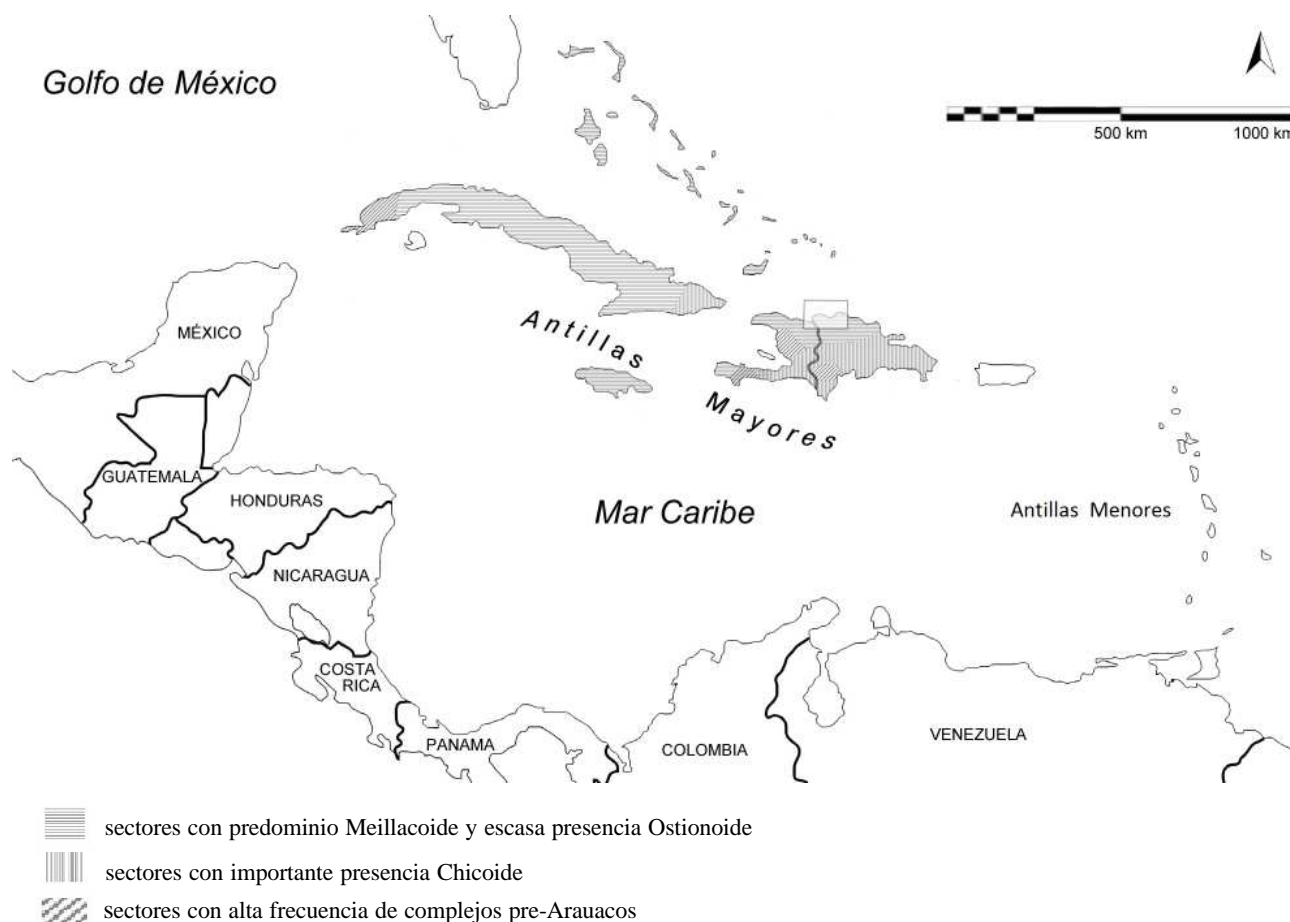 Golfo de México
500 km
1000 km
MÉXICO
Antillas
Mayores
GUATEMALA
HONDURAS
Mar Caribe
Antillas Menores
NICARAGUA
COSTA
RICA
PANAMA
COLOMBIA
VENEZUELA
sectores con predominio Meillacoide y escasa presencia Ostionoide
sectores con importante presencia Chicoide
sectores con alta frecuencia de complejos pre-Arauacos